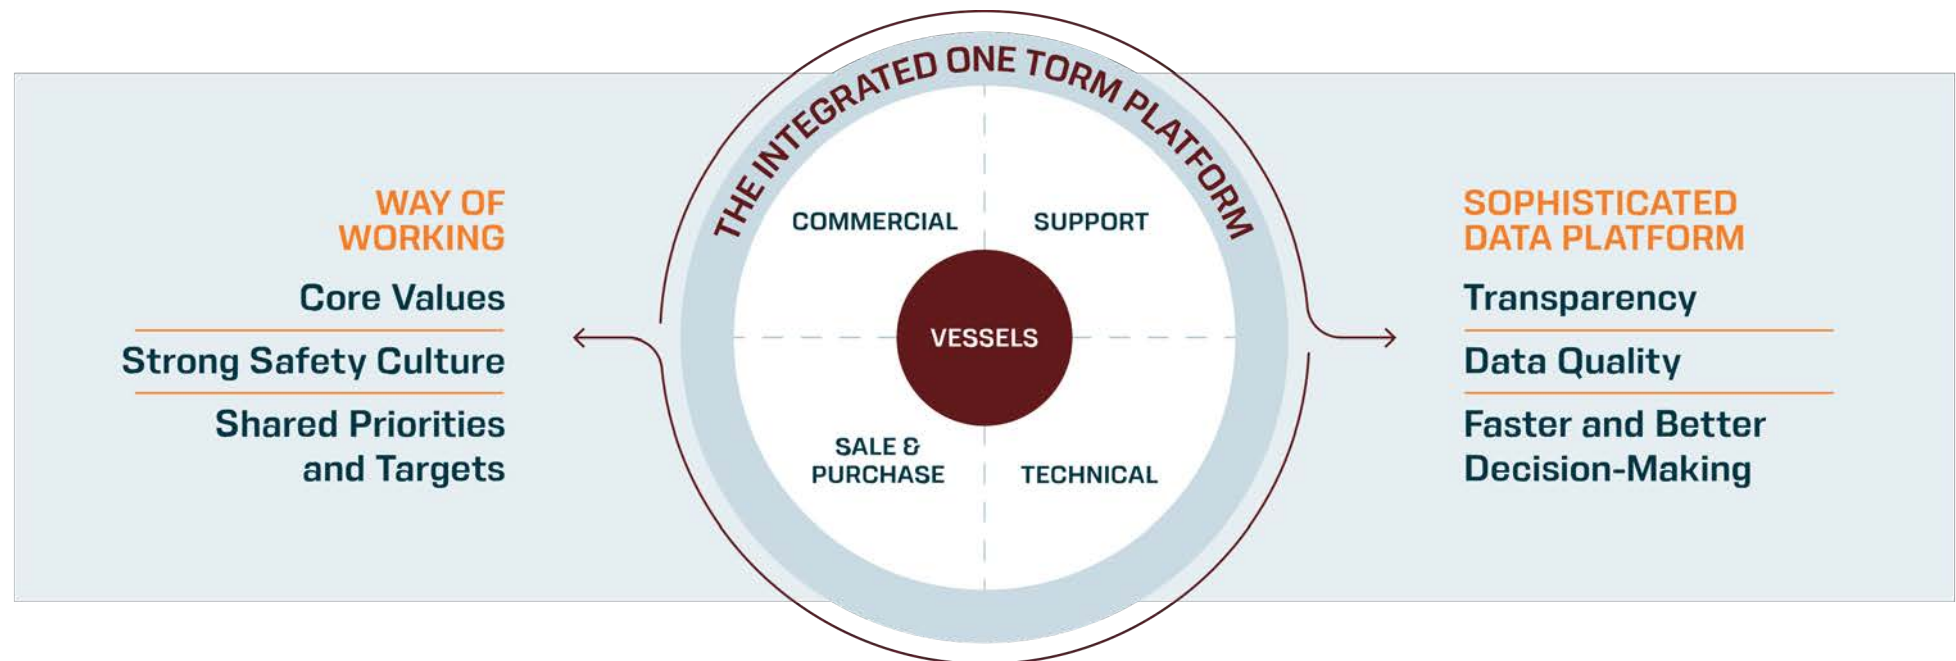 THE INTEGRATED ONE TORM PLATFORM
WAY OF
WORKING
Core Values
Strong Safety Culture
Shared Priorities
and Targets
COMMERCIAL
SUPPORT
VESSELS
SALE &
PURCHASE
TECHNICAL
SOPHISTICATED
DATA PLATFORM
Transparency
Data Quality
Faster and Better
Decision-Making